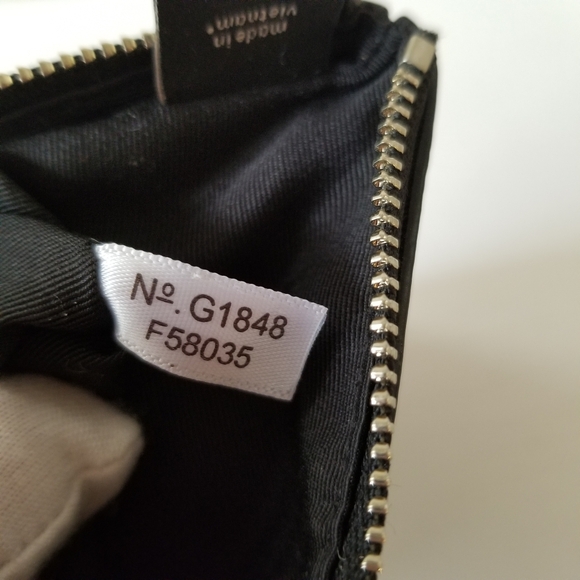 made in
vietnam*
Nº. G1848
F58035